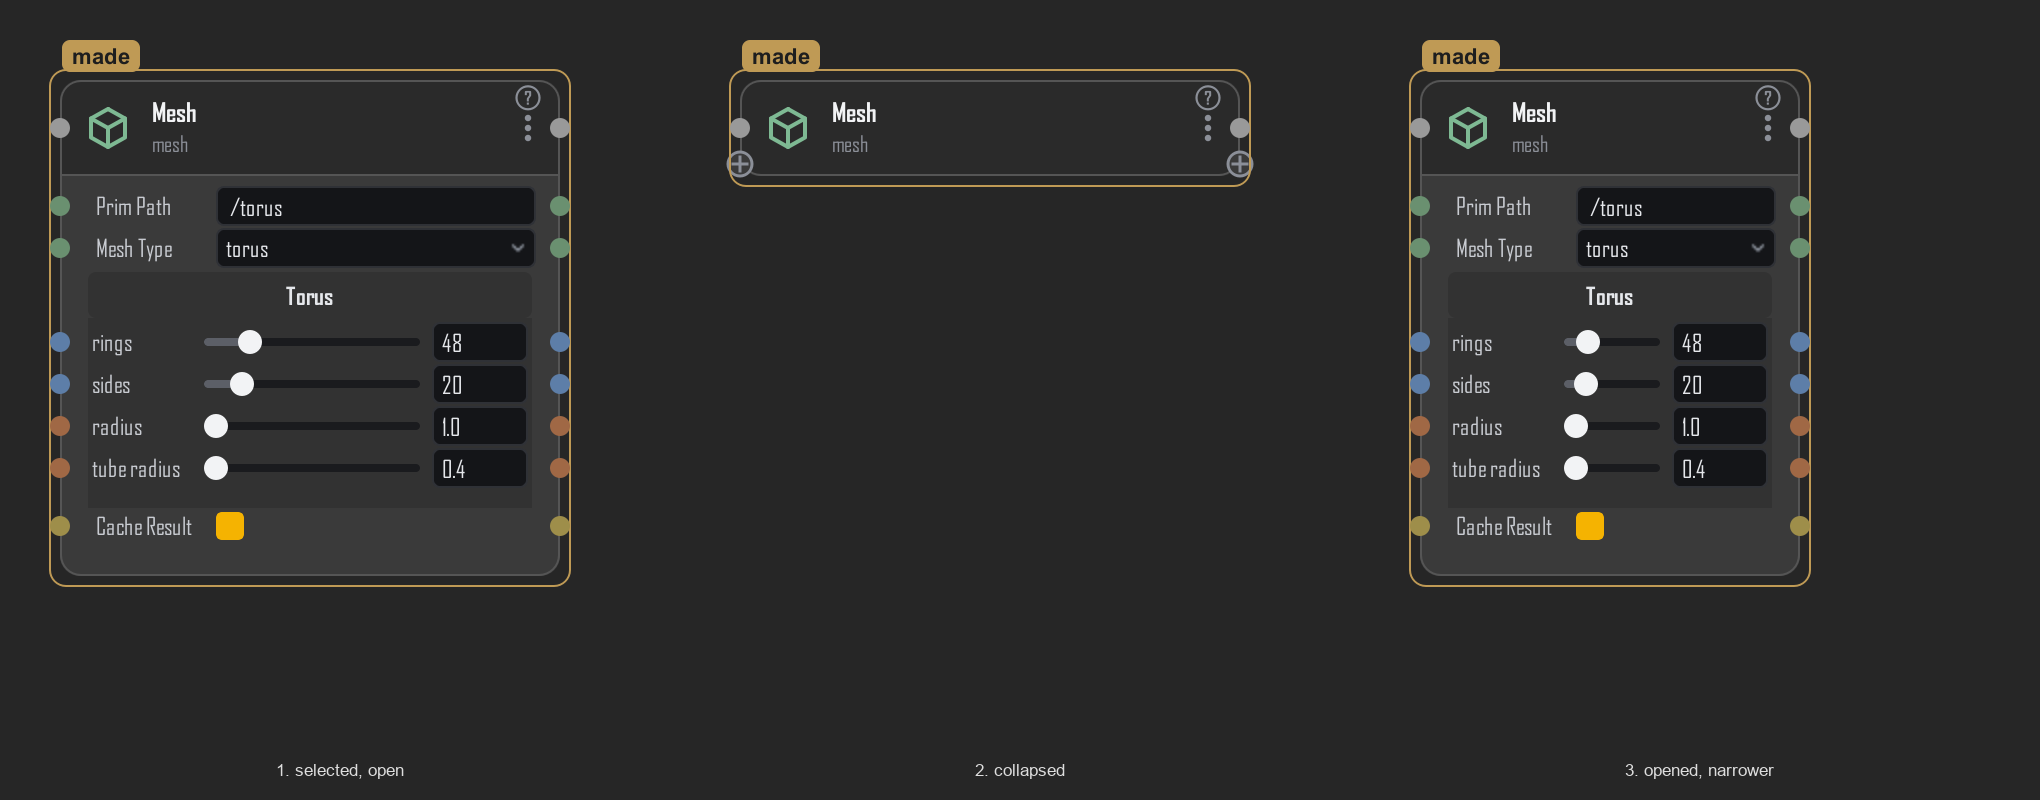 made
Mesh
mesh
?
Prim Path
/torus
Mesh Type
torus
Torus
rings
48
sides
20
radius
1.0
tube radius
0.4
Cache Result
1. selected, open
made
Mesh
mesh
?
2. collapsed
made
Mesh
mesh
?
Prim Path
/torus
Mesh Type
torus
Torus
rings
48
sides
20
radius
1.0
tube radius
0.4
Cache Result
3. opened, narrower